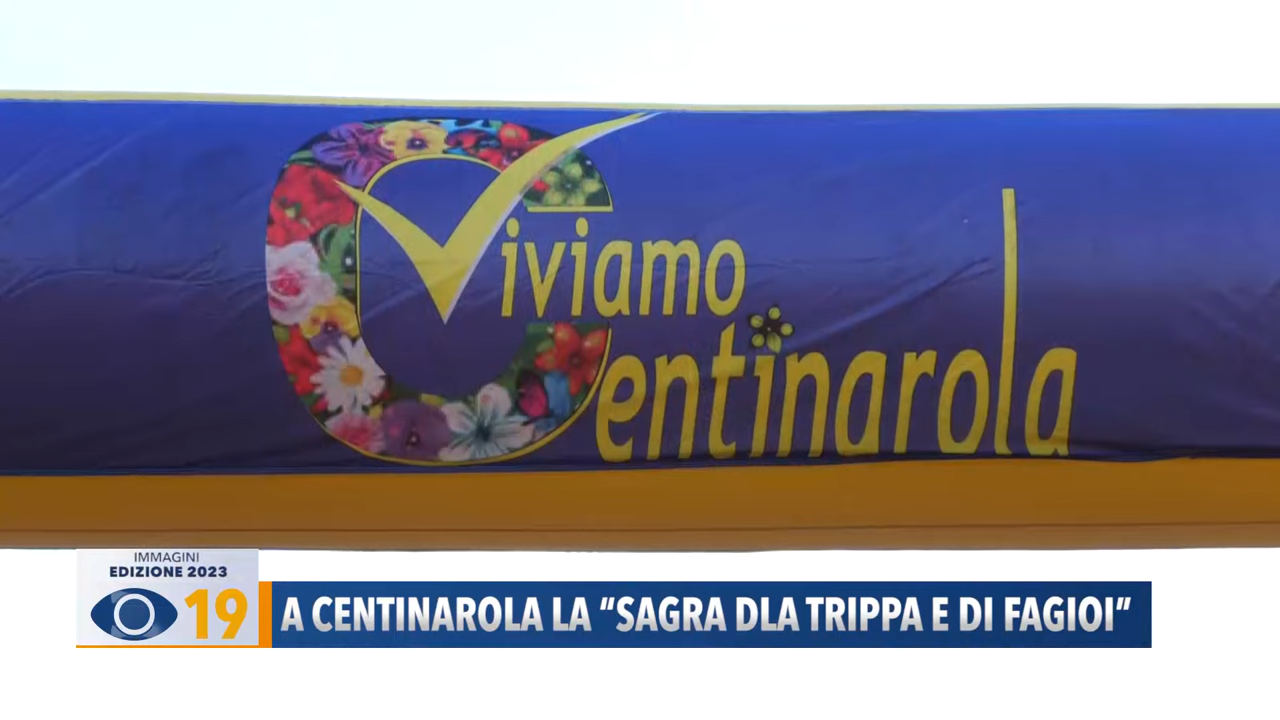 Viviamo
Centinarola
IMMAGINI
EDIZIONE 2023
19
A CENTINAROLA LA “SAGRA DLA TRIPPA E DI FAGIOI”